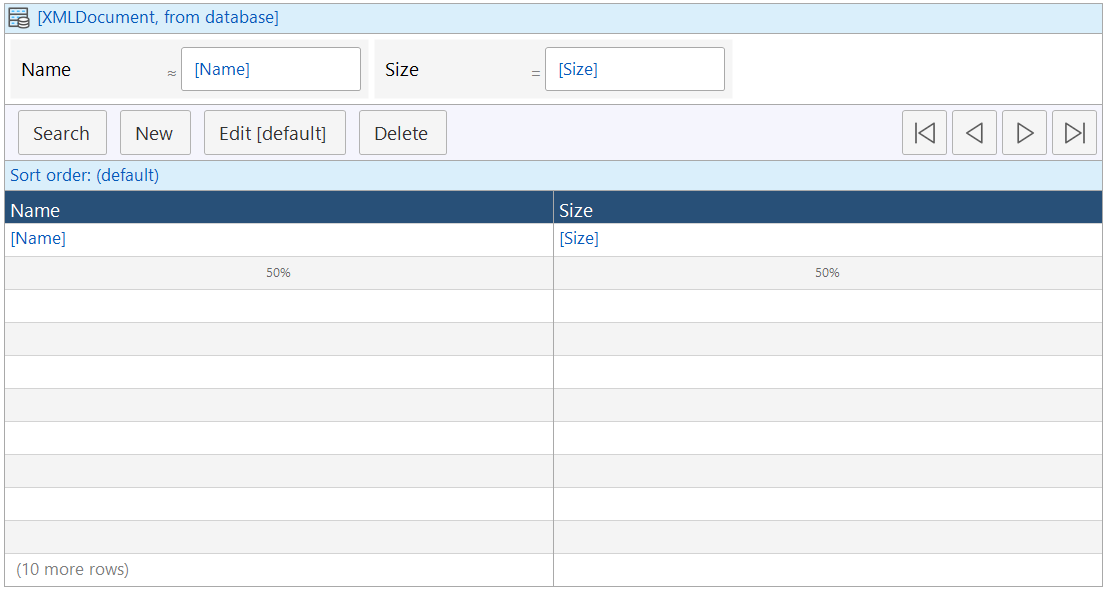 [XMLDocument, from database]
Name ≈ [Name] Size = [Size]
Search New Edit [default] Delete
Sort order: (default)
Name Size
[Name] [Size]
50% 50%
(10 more rows)